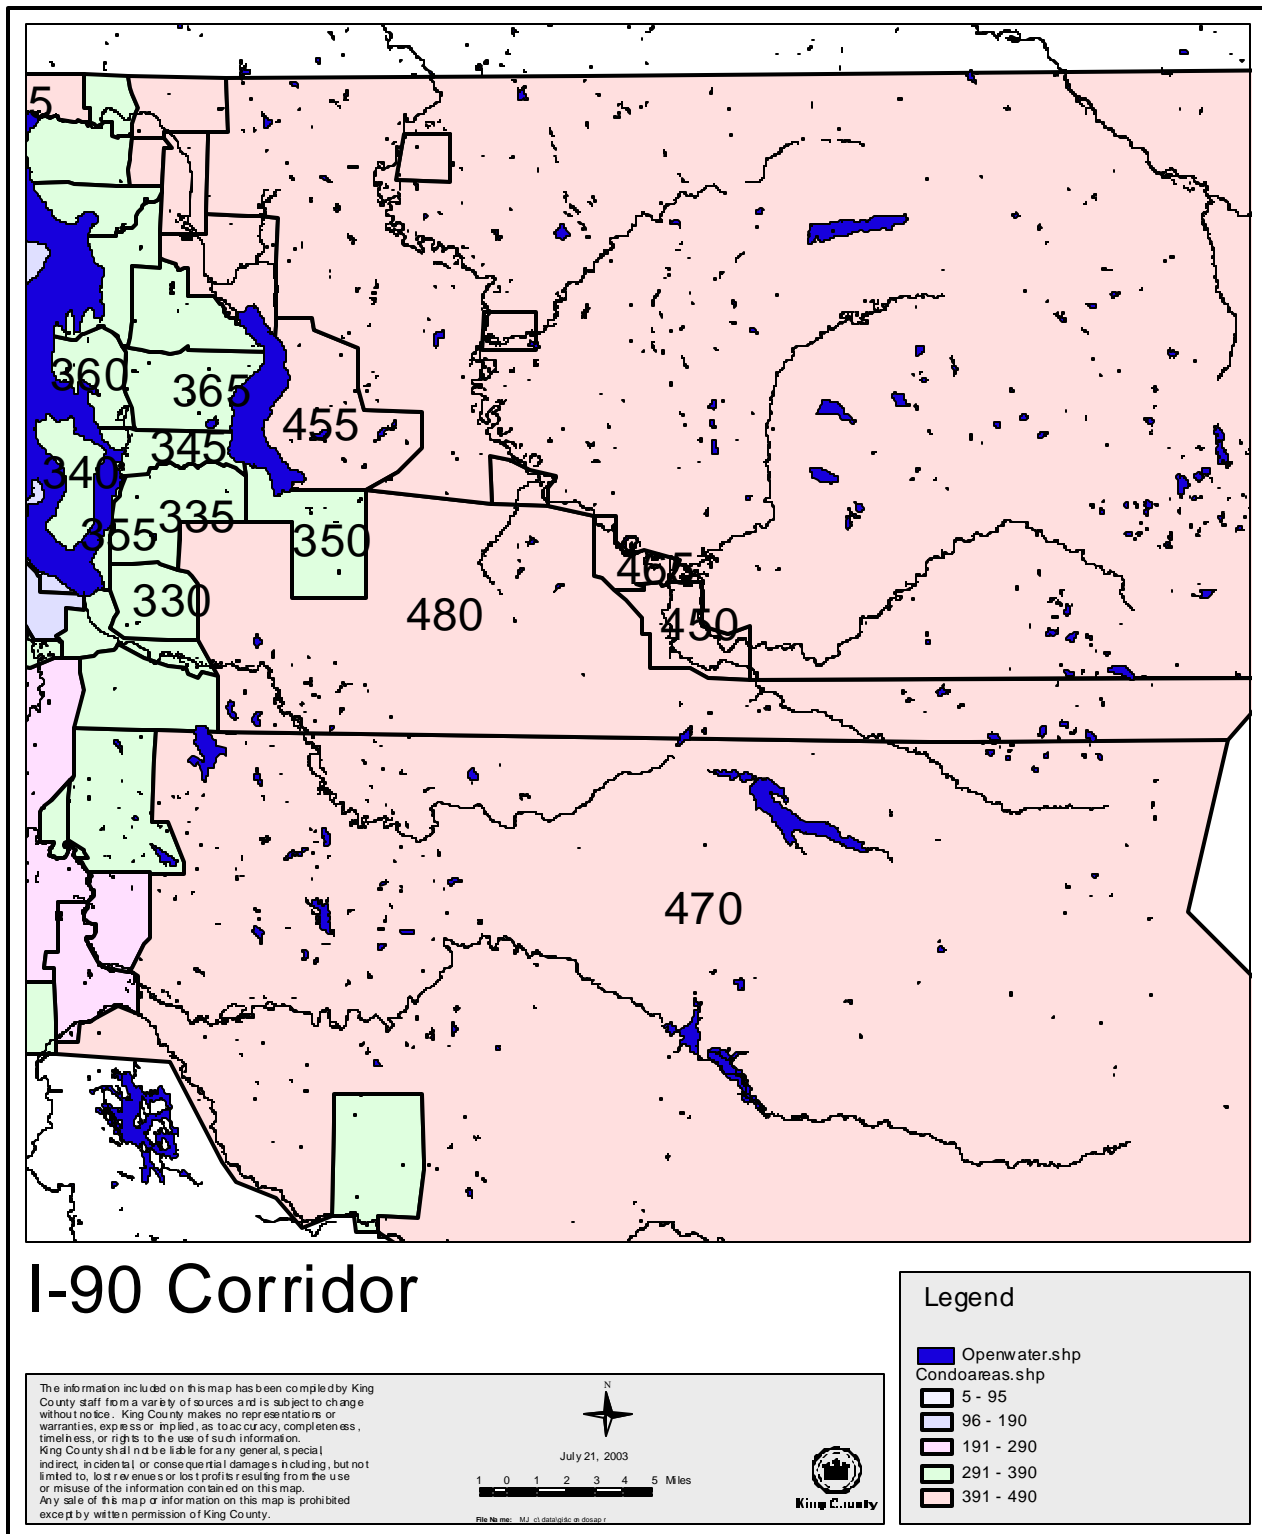 5
360
365
455
345
340
335
355
350
330
465
480
450
470
I-90 Corridor
Legend
Openwater.shp
Condoareas.shp
5 - 95
96 - 190
191 - 290
291 - 390
391 - 490
The information included on this map has been compiled by King
County staff from a variety of sources and is subject to change
without notice. King County makes no representations or
warranties, express or implied, as to accuracy, completeness,
timeliness, or rights to the use of such information.
King County shall not be liable for any general, special,
indirect, incidental, or consequential damages including, but not
limited to, lost revenues or lost profits resulting from the use
or misuse of the information contained on this map.
Any sale of this map or information on this map is prohibited
except by written permission of King County.
N
July 21, 2003
1 0 1 2 3 4 5 Miles
File Name: MJ
King County